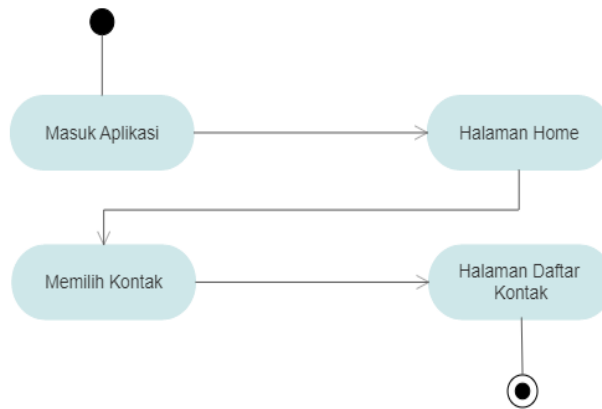 Masuk Aplikasi
Halaman Home
Memilih Kontak
Halaman Daftar
Kontak